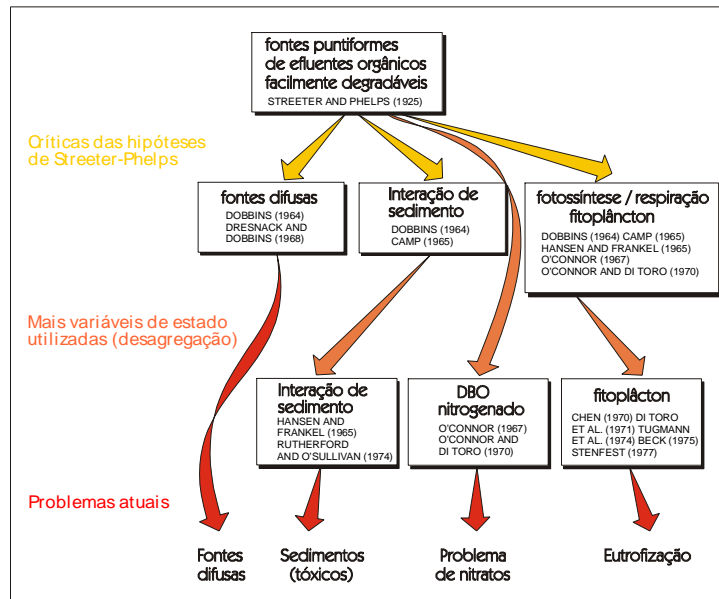 fontes puntiformes
de efluentes orgânicos
facilmente degradáveis
STREETER AND PHELPS (1925)
Críticas das hipóteses
de Streeter-Phelps
fontes difusas
DOBBINS (1964)
DRESNACK AND
DOBBINS (1968)
Interação de
sedimento
DOBBINS (1964)
CAMP (1965)
fotossíntese / respiração
fitoplâncton
DOBBINS (1964) CAMP (1965)
HANSEN AND FRANKEL (1965)
O'CONNOR (1967)
O'CONNOR AND DI TORO (1970)
Mais variáveis de estado
utilizadas (desagregação)
Interação de
sedimento
HANSEN AND
FRANKEL (1965)
RUTHERFORD
AND O'SULLIVAN (1974)
DBO
nitrogenado
O'CONNOR (1967)
O'CONNOR AND
DI TORO (1970)
fitoplâcton
CHEN (1970) DI TORO
ET AL. (1971) TUGMANN
ET AL. (1974) BECK (1975)
STENFEST (1977)
Problemas atuais
Fontes
difusas
Sedimentos
(tóxicos)
Problema
de nitratos
Eutrofização